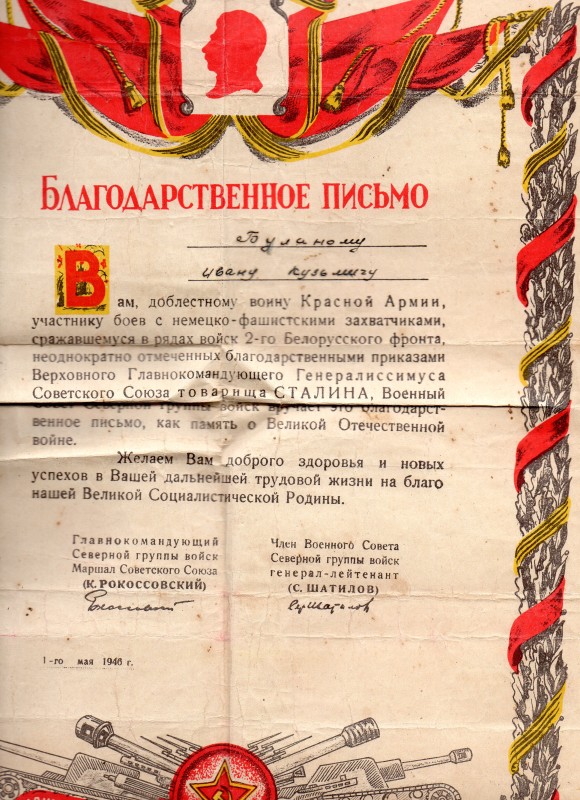 БЛАГОДАРСТВЕННОЕ ПИСЬМО
Буланому
ивану кузьмичу
Вам, доблестному воину Красной Армии,
участнику боев с немецко-фашистскими захватчиками,
сражавшемуся в рядах войск 2-го Белорусского фронта,
неоднократно отмеченных благодарственными приказами
Верховного Главнокомандующего Генералиссимуса
Советского Союза товарища СТАЛИНА, Военный
Совет Северной Группы войск вручает это благодарст-
венное письмо, как память о Великой Отечественной
войне.
Желаем Вам доброго здоровья и новых
успехов в Вашей дальнейшей трудовой жизни на благо
нашей Великой Социалистической Родины.
Главнокомандующий
Северной группы войск
Маршал Советского Союза
(К. РОКОССОВСКИЙ)
Член Военного Совета
Северной группы войск
генерал-лейтенант
(С. ШАТИЛОВ)
1-го мая 1946 г.